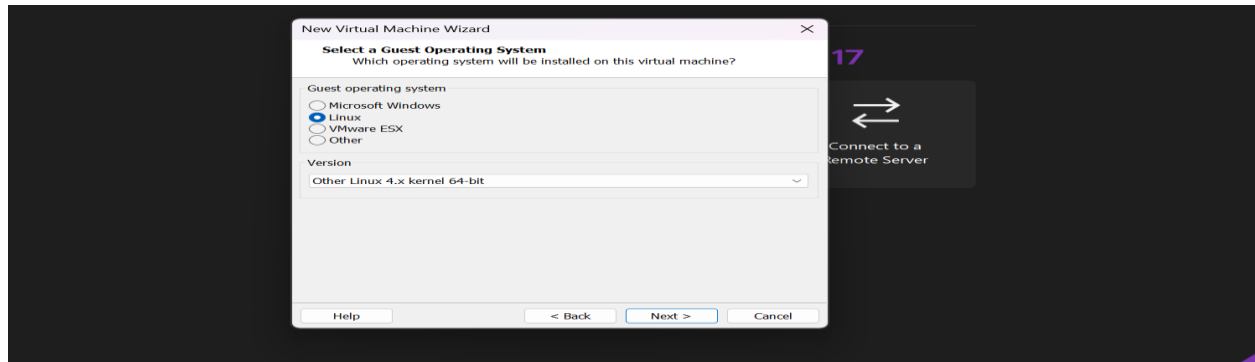 New Virtual Machine Wizard
Select a Guest Operating System
Which operating system will be installed on this virtual machine?
17
Guest operating system
Microsoft Windows
Linux
VMware ESX
Other
Connect to a
Remote Server
Version
Other Linux 4.x kernel 64-bit
Help
< Back
Next >
Cancel